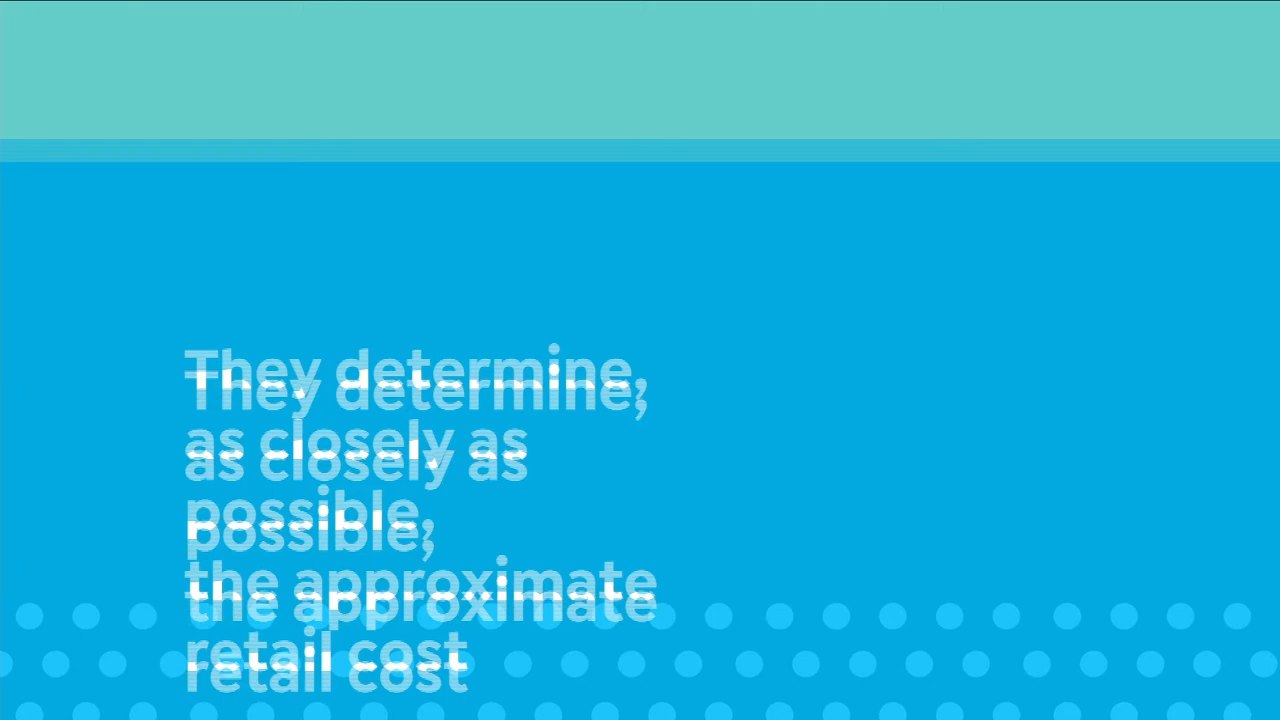 They determine,
as closely as
possible,
the approximate
retail cost